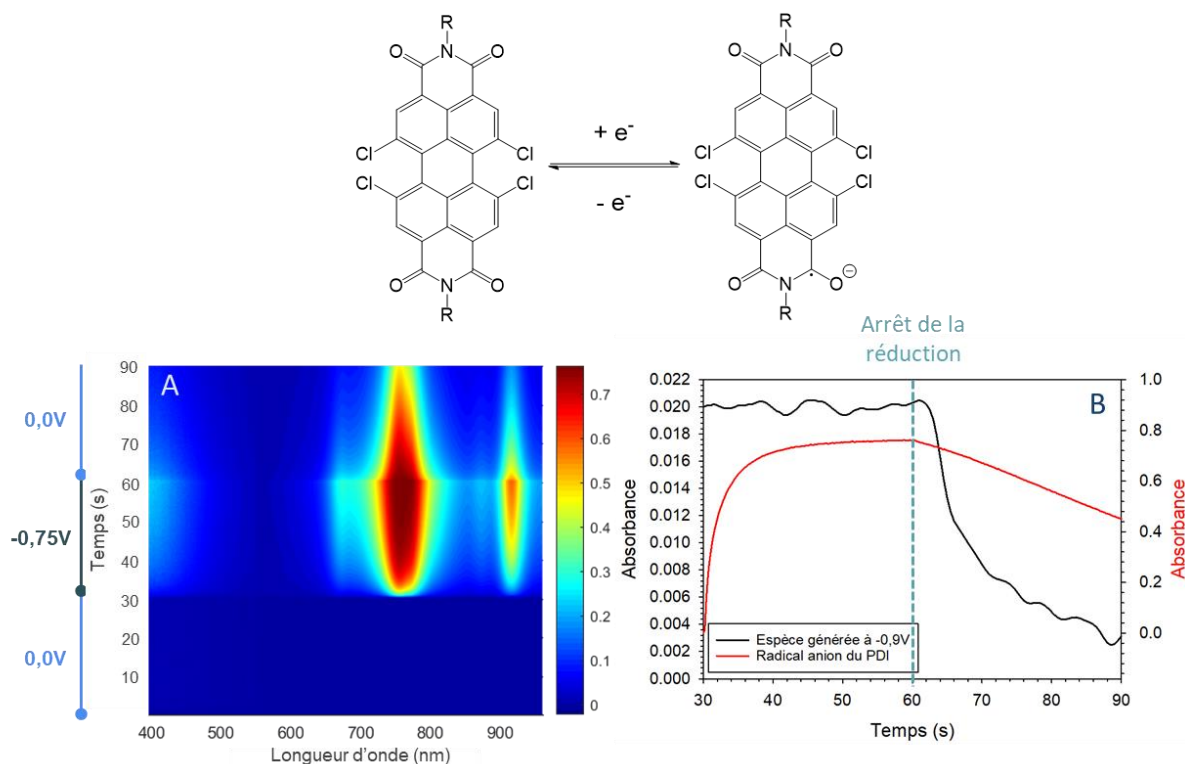 R
O N O
Cl Cl
Cl Cl
O N O
R
+ e-
- e-
R
O N O
Cl Cl
Cl Cl
O N O ⊖
R
Arrêt de la
réduction
0,0V
-0,75V
0,0V
A
Temps (s)
90
80
70
60
50
40
30
20
10
400 500 600 700 800 900
Longueur d'onde (nm)
0.7
0.6
0.5
0.4
0.3
0.2
0.1
0
B
Absorbance
0.022
0.020
0.018
0.016
0.014
0.012
0.010
0.008
0.006
0.004
0.002
0.000
Espèce générée à -0,9V
Radical anion du PDI
30 40 50 60 70 80 90
Temps (s)
1.0
0.8
0.6
0.4
0.2
0.0
Absorbance